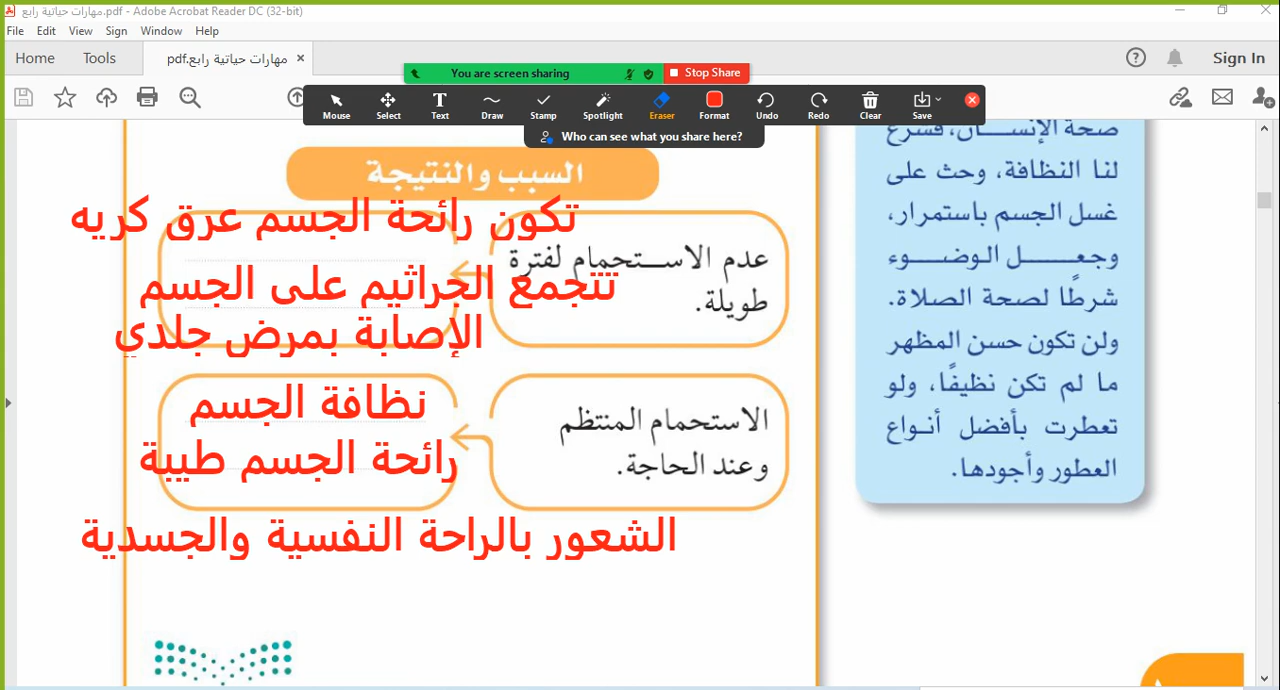 مهارات حياتية رابع.pdf - Adobe Acrobat Reader DC (32-bit)
File Edit View Sign Window Help
Home Tools مهارات حياتية رابع.pdf × Sign In
You are screen sharing Stop Share
Mouse Select Text Draw Stamp Spotlight Eraser Format Undo Redo Clear Save
Who can see what you share here?
السبب والنتيجة
عدم الاستحمام لفترة
طويلة.
تكون رائحة الجسم عرق كريه
تتجمع الجراثيم على الجسم
الإصابة بمرض جلدي
الاستحمام المنتظم
وعند الحاجة.
نظافة الجسم
رائحة الجسم طيبة
الشعور بالراحة النفسية والجسدية
صحة الإنسان، فشرع
لنا النظافة، وحث على
غسل الجسم باستمرار،
وجعل الوضوء
شرطًا لصحة الصلاة.
ولن تكون حسن المظهر
ما لم تكن نظيفًا، ولو
تعطرت بأفضل أنواع
العطور وأجودها.